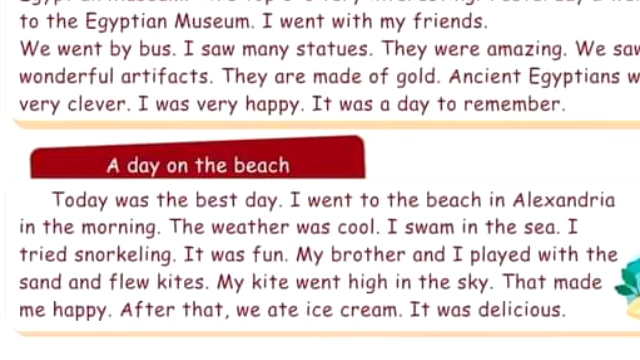 to the Egyptian Museum. I went with my friends.
We went by bus. I saw many statues. They were amazing. We saw
wonderful artifacts. They are made of gold. Ancient Egyptians
very clever. I was very happy. It was a day to remember.
A day on the beach
Today was the best day. I went to the beach in Alexandria
in the morning. The weather was cool. I swam in the sea. I
tried snorkeling. It was fun. My brother and I played with the
sand and flew kites. My kite went high in the sky. That made
me happy. After that, we ate ice cream. It was delicious.